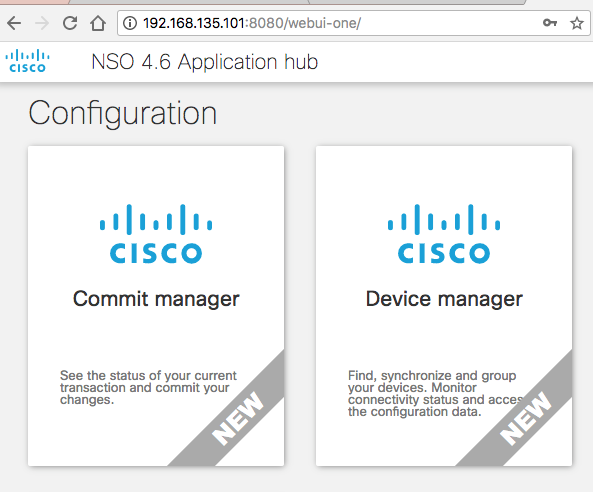 192.168.135.101:8080/webui-one/
CISCO
NSO 4.6 Application hub
Configuration
CISCO
Commit manager
See the status of your current
transaction and commit your
changes.
NEW
CISCO
Device manager
Find, synchronize and group
your devices. Monitor
connectivity status and
the configuration data.
NEW